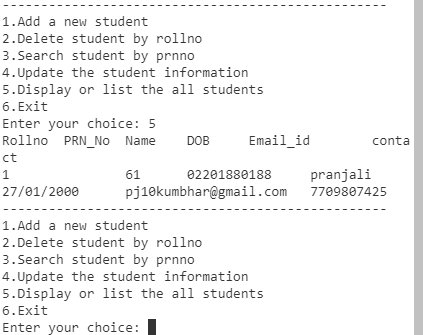 --------------------------------------------------
1.Add a new student
2.Delete student by rollno
3.Search student by prnno
4.Update the student information
5.Display or list the all students
6.Exit
Enter your choice: 5
Rollno  PRN_No  Name    DOB     Email_id        conta
ct
1               61      02201880188     pranjali
27/01/2000      pj10kumbhar@gmail.com   7709807425
--------------------------------------------------
1.Add a new student
2.Delete student by rollno
3.Search student by prnno
4.Update the student information
5.Display or list the all students
6.Exit
Enter your choice: